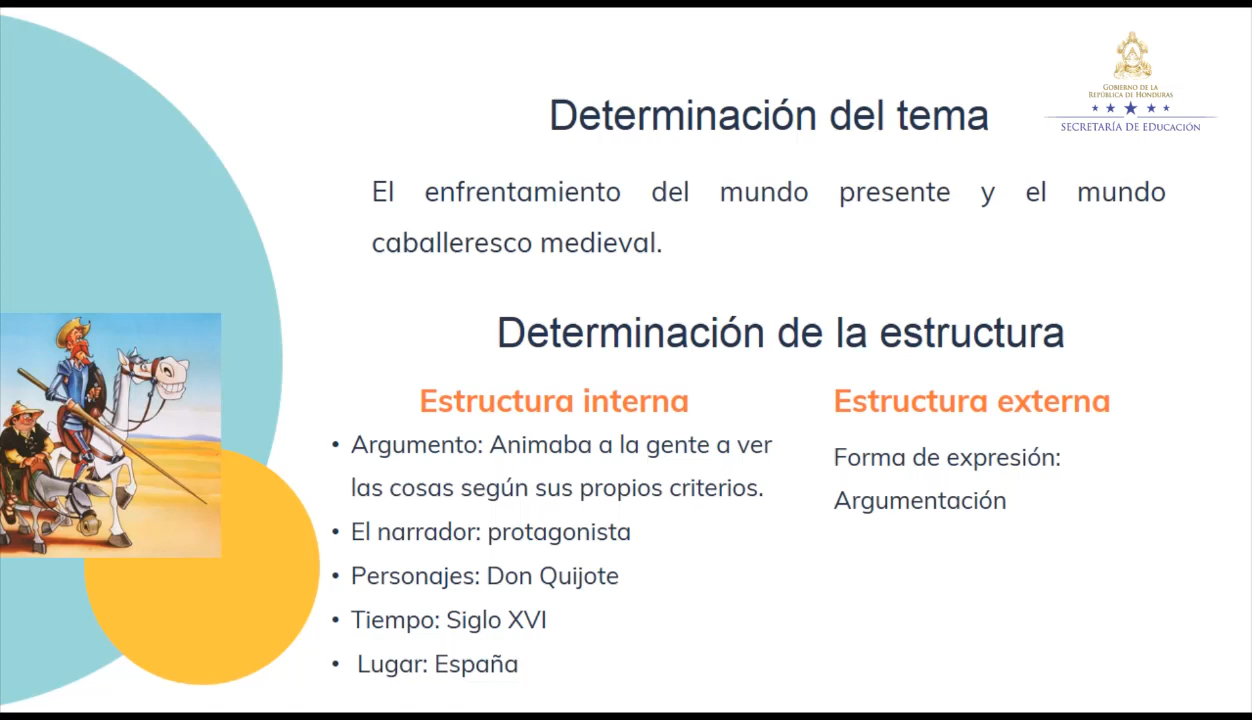 GOBIERNO DE LA
REPÚBLICA DE HONDURAS
SECRETARÍA DE EDUCACIÓN
Determinación del tema
El enfrentamiento del mundo presente y el mundo
caballeresco medieval.
Determinación de la estructura
Estructura interna
• Argumento: Animaba a la gente a ver
las cosas según sus propios criterios.
• El narrador: protagonista
• Personajes: Don Quijote
• Tiempo: Siglo XVI
• Lugar: España
Estructura externa
Forma de expresión:
Argumentación